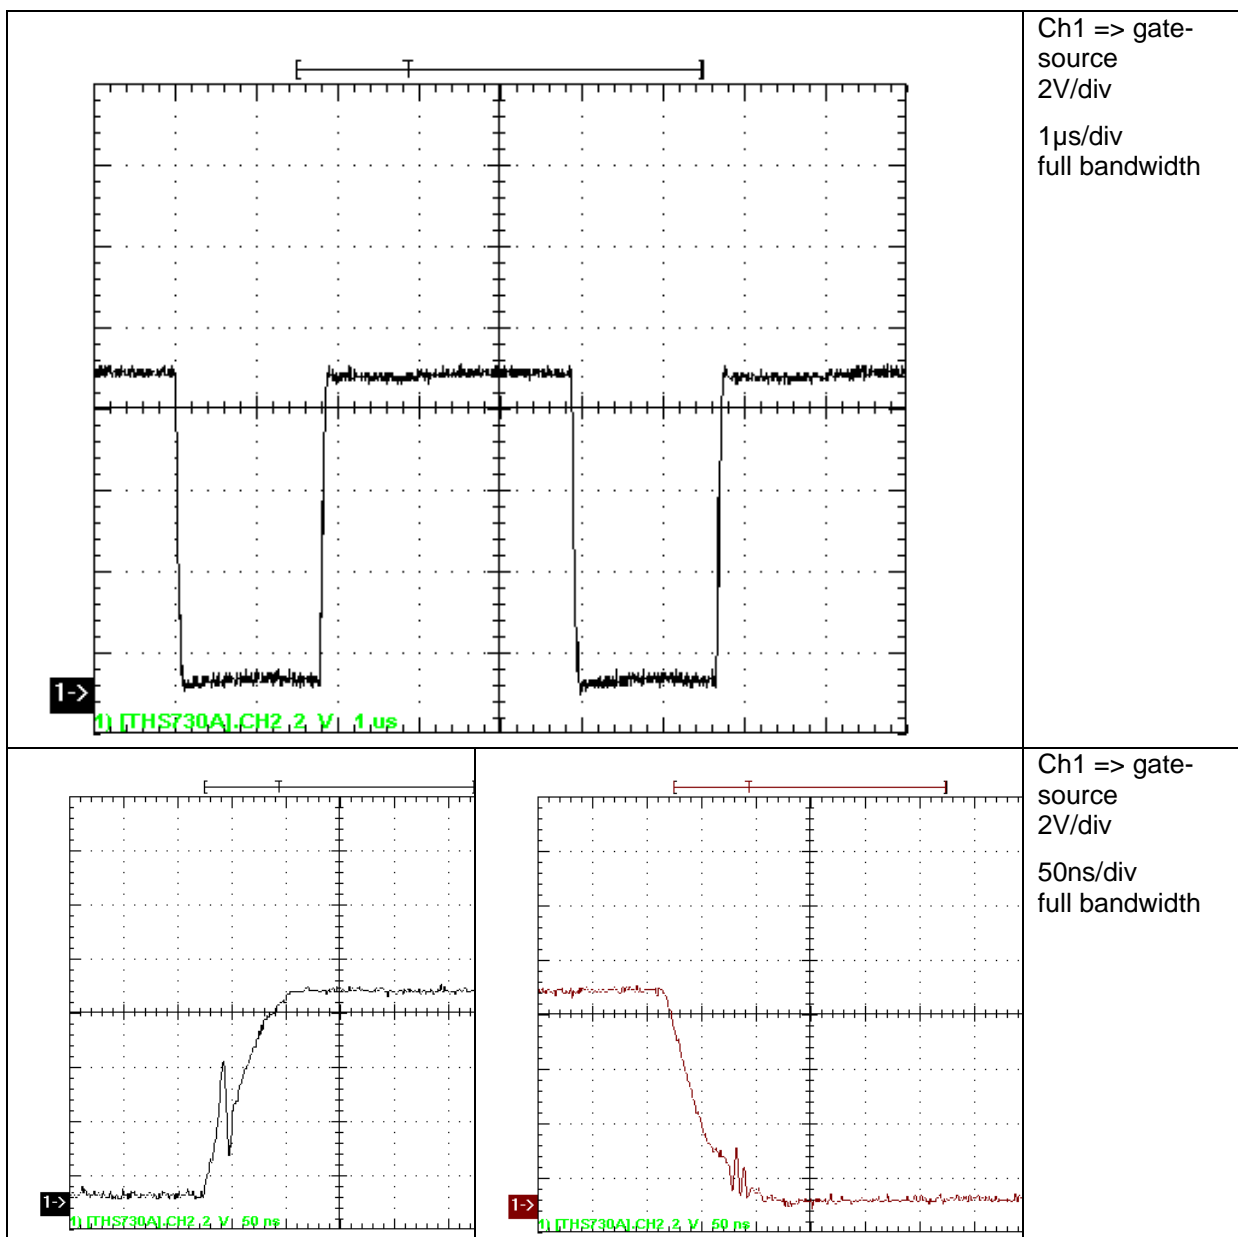 Ch1 => gate-
source
2V/div
1µs/div
full bandwidth
1->
1) [THS730A].CH2 2 V 1 us
Ch1 => gate-
source
2V/div
50ns/div
full bandwidth
1->
1) [THS730A].CH2 2 V 50 ns
1->
1) [THS730A].CH2 2 V 50 ns